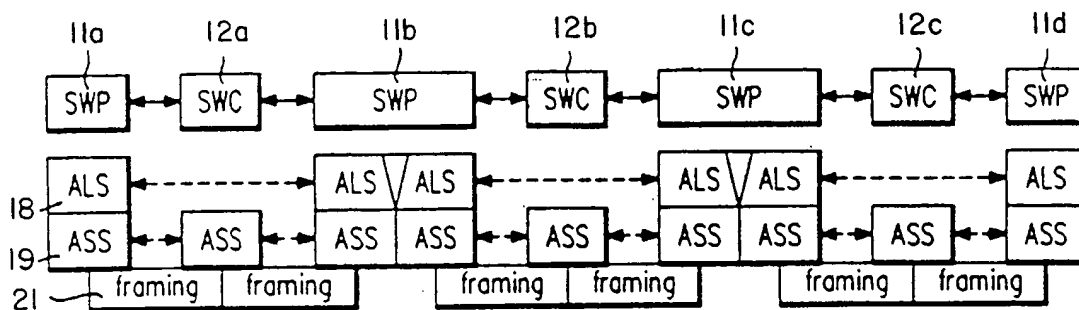 11a 12a 11b 12b 11c 12c 11d
SWP SWC SWP SWC SWP SWC SWP
18 ALS ALS ALS ALS ALS ALS
19 ASS ASS ASS ASS ASS ASS ASS ASS ASS
21 framing framing framing framing framing framing